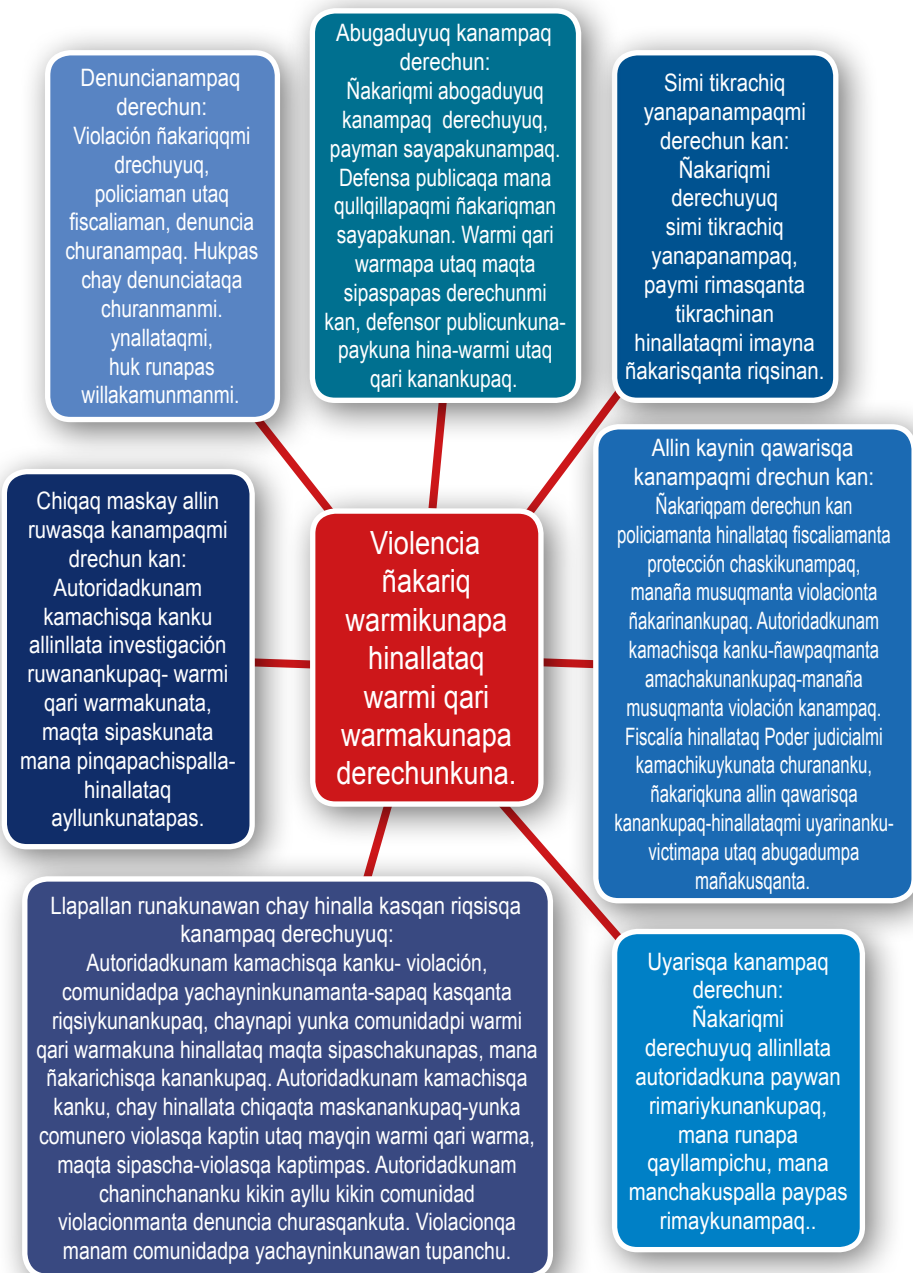 Denuncianampaq
derechun:
Violación ñakariqqmi
drechuyuq,
policiaman utaq
fiscaliaman, denuncia
churanampaq. Hukpas
chay denunciataqa
churanmanmi.
ynallataqmi,
huk runapas
willakamunmanmi.
Abugaduyuq kanampaq
derechun:
Ñakariqmi abogaduyuq
kanampaq derechuyuq,
payman sayapakunampaq.
Defensa publicaqa mana
qullqillapaqmi ñakariqman
sayapakunan. Warmi qari
warmapa utaq maqta
sipaspapas derechunmi
kan, defensor publicunkuna-
paykuna hina-warmi utaq
qari kanankupaq.
Simi tikrachiq
yanapanampaqmi
derechun kan:
Ñakariqmi
derechuyuq
simi tikrachiq
yanapanampaq,
paymi rimasqanta
tikrachinan
hinallataqmi imayna
ñakarisqanta riqsinan.
Chiqaq maskay allin
ruwasqa kanampaqmi
drechun kan:
Autoridadkunam
kamachisqa kanku
allinllata investigación
ruwanankupaq- warmi
qari warmakunata,
maqta sipaskunata
mana pinqapachispalla-
hinallataq
ayllunkunatapas.
Violencia
ñakariq
warmikunapa
hinallataq
warmi qari
warmakunapa
derechunkuna.
Allin kaynin qawarisqa
kanampaqmi drechun kan:
Ñakariqpam derechun kan
policiamanta hinallataq fiscaliamanta
protección chaskikunampaq,
manaña musuqmanta violacionta
ñakarinankupaq. Autoridadkunam
kamachisqa kanku-ñawpaqmanta
amachakunankupaq-manaña
musuqmanta violación kanampaq.
Fiscalía hinallataq Poder judicialmi
kamachikuykunata churananku,
ñakariqkuna allin qawarisqa
kanankupaq-hinallataqmi uyarinanku-
victimapa utaq abugadumpa
mañakusqanta.
Llapallan runakunawan chay hinalla kasqan riqsisqa
kanampaq derechuyuq:
Autoridadkunam kamachisqa kanku- violación,
comunidadpa yachayninkunamanta-sapaq kasqanta
riqsiykunankupaq, chaynapi yunka comunidadpi warmi
qari warmakuna hinallataq maqta sipaschakunapas, mana
ñakarichisqa kanankupaq. Autoridadkunam kamachisqa
kanku, chay hinallata chiqaqta maskanankupaq-yunka
comunero violasqa kaptin utaq mayqin warmi qari warma,
maqta sipascha-violasqa kaptimpas. Autoridadkunam
chaninchananku kikin ayllu kikin comunidad
violacionmanta denuncia churasqankuta. Violacionqa
manam comunidadpa yachayninkunawan tupanchu.
Uyarisqa kanampaq
derechun:
Ñakariqmi
derechuyuq allinllata
autoridadkuna paywan
rimariykunankupaq,
mana runapa
qayllampichu, mana
manchakuspalla paypas
rimaykunampaq..